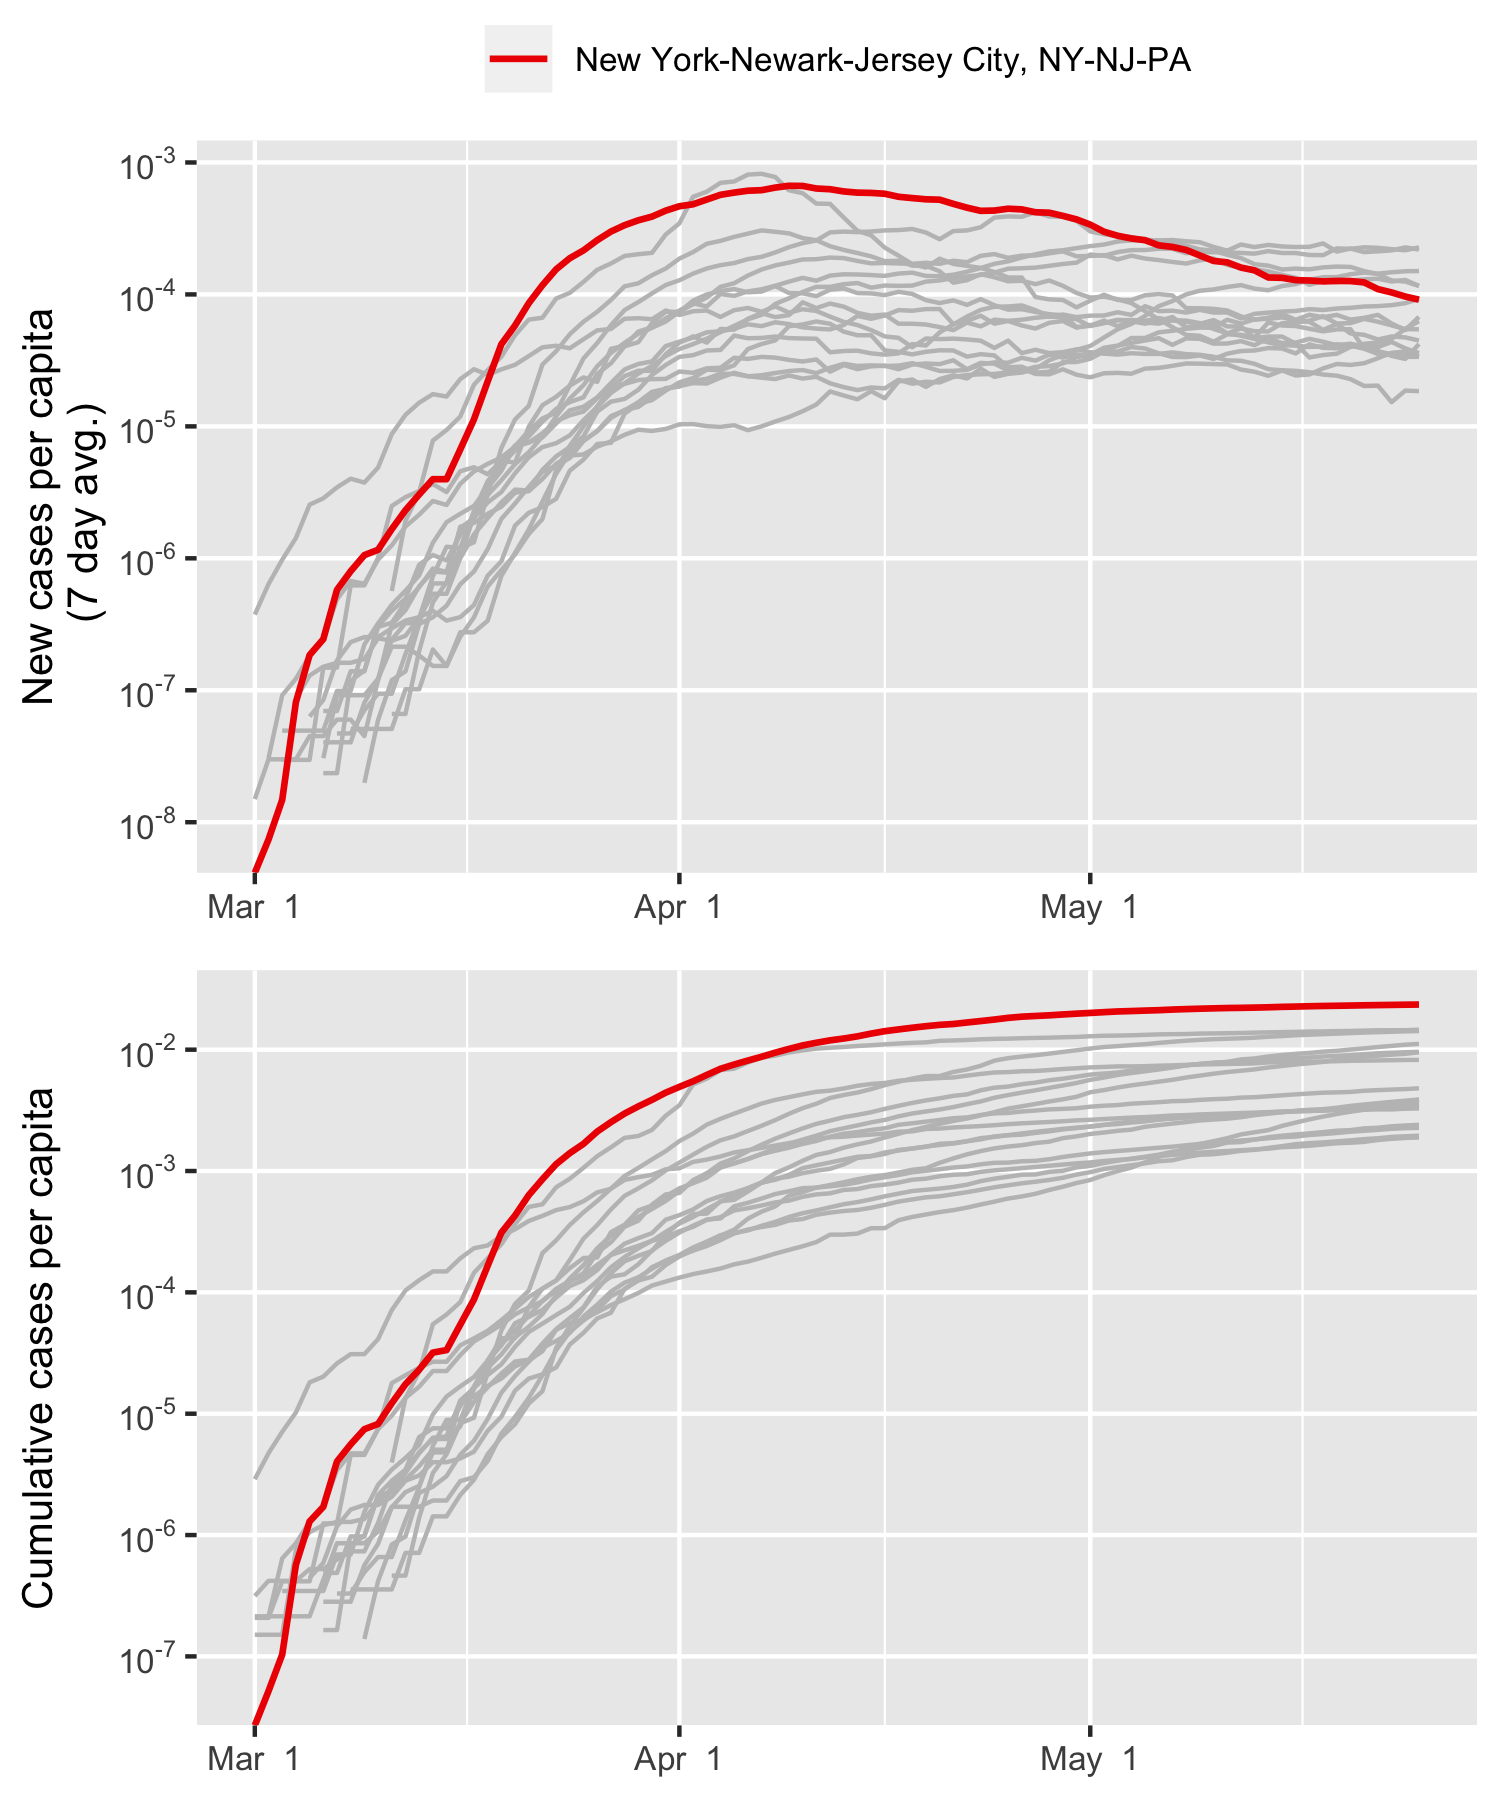 New York-Newark-Jersey City, NY-NJ-PA
New cases per capita
(7 day avg.)
10-3
10-4
10-5
10-6
10-7
10-8
Mar 1 Apr 1 May 1
Cumulative cases per capita
10-2
10-3
10-4
10-5
10-6
10-7
Mar 1 Apr 1 May 1